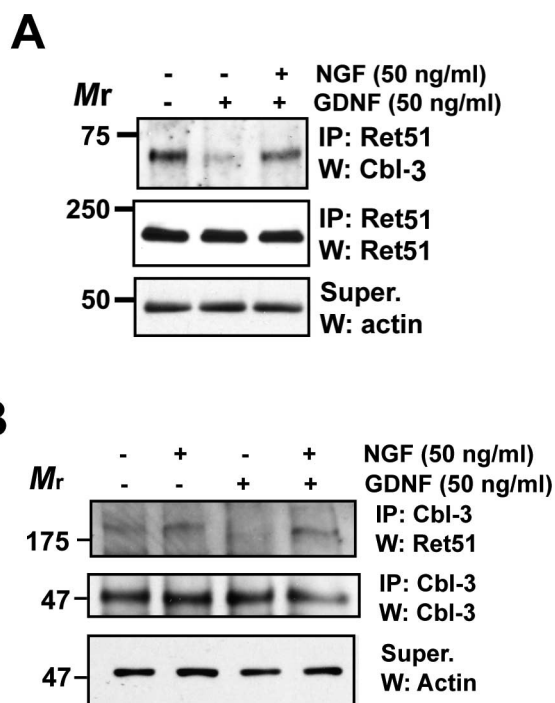 A
- - + NGF (50 ng/ml)
Mr - + + GDNF (50 ng/ml)
75
IP: Ret51
W: Cbl-3
250
IP: Ret51
W: Ret51
50
Super.
W: actin
B
- + - + NGF (50 ng/ml)
Mr - - + + GDNF (50 ng/ml)
175
IP: Cbl-3
W: Ret51
47
IP: Cbl-3
W: Cbl-3
47
Super.
W: Actin